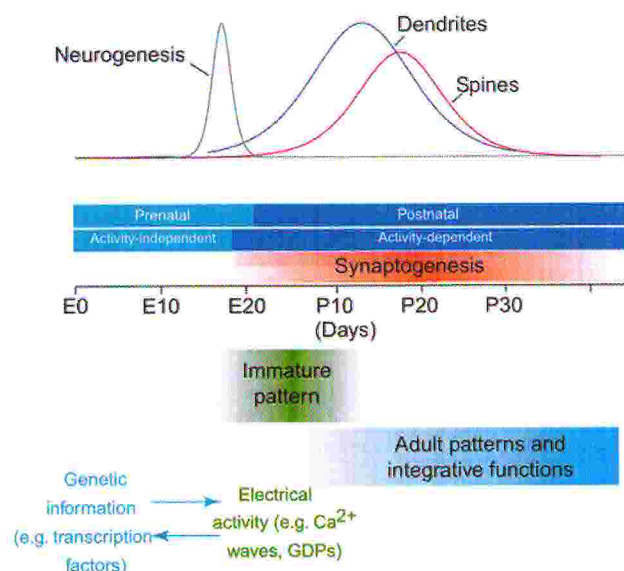 Dendrites
Neurogenesis
Spines
Prenatal
Postnatal
Activity-independent
Activity-dependent
Synaptogenesis
E0 E10 E20 P10 P20 P30
(Days)
Immature
pattern
Adult patterns and
integrative functions
Genetic
information
(e.g. transcription
factors)
Electrical
activity (e.g. Ca2+
waves, GDPs)